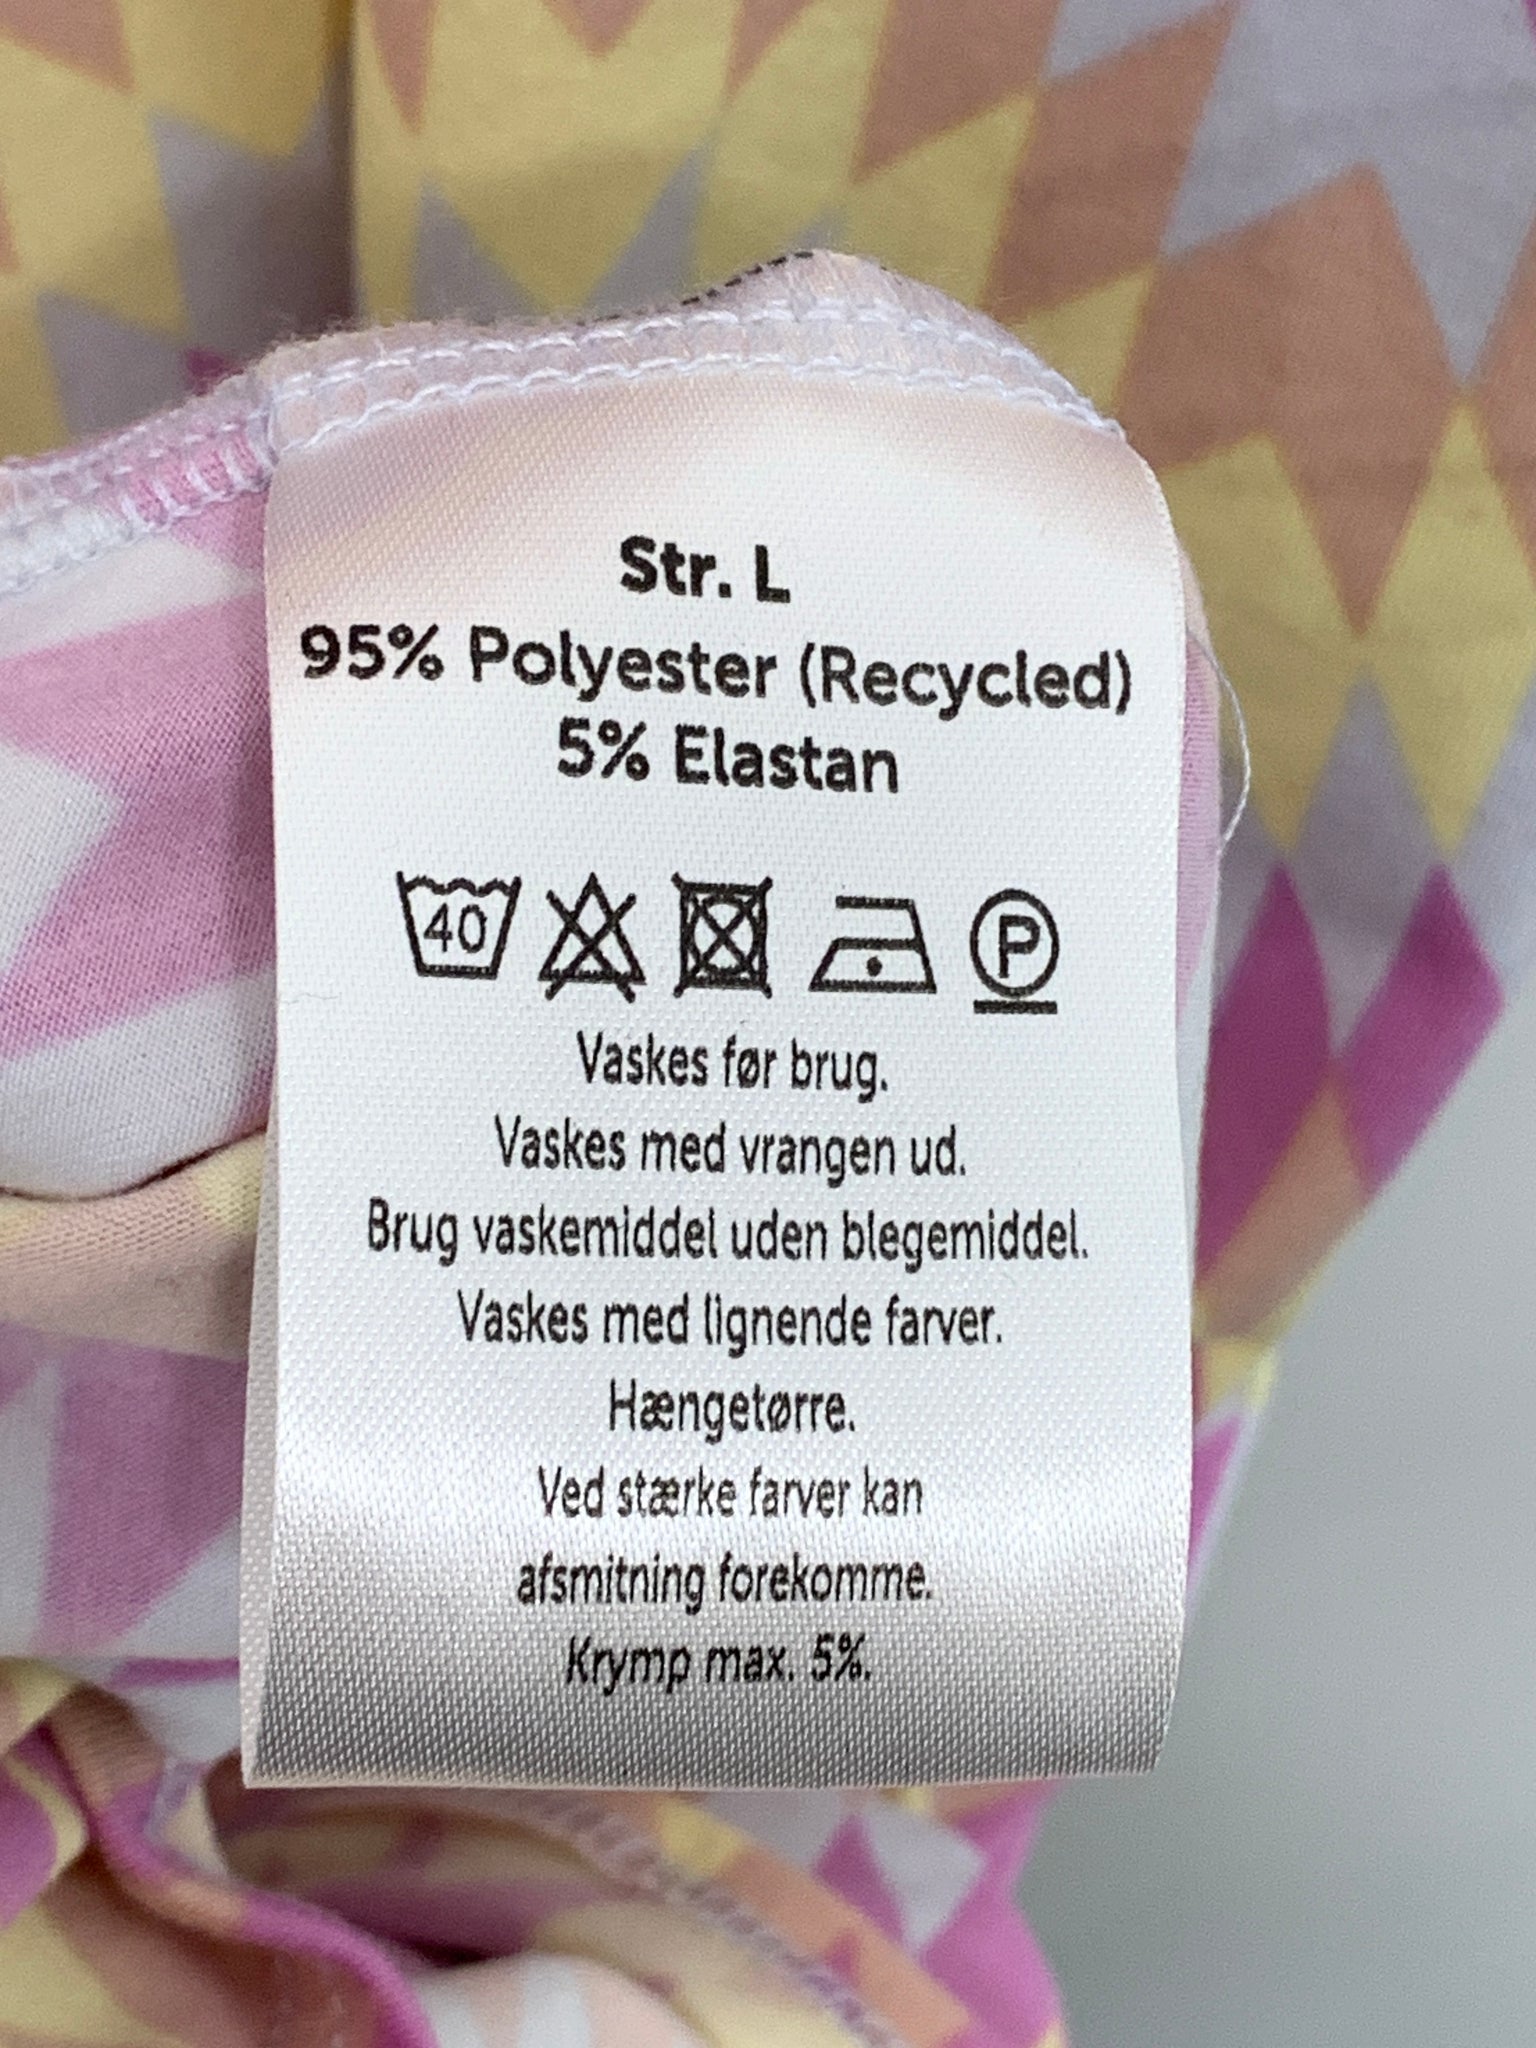 Str. L
95% Polyester (Recycled)
5% Elastan
40 P
Vaskes før brug.
Vaskes med vrangen ud.
Brug vaskemiddel uden blegemiddel.
Vaskes med lignende farver.
Hængetørre.
Ved stærke farver kan
afsmitning forekomme.
Krymp max. 5%.